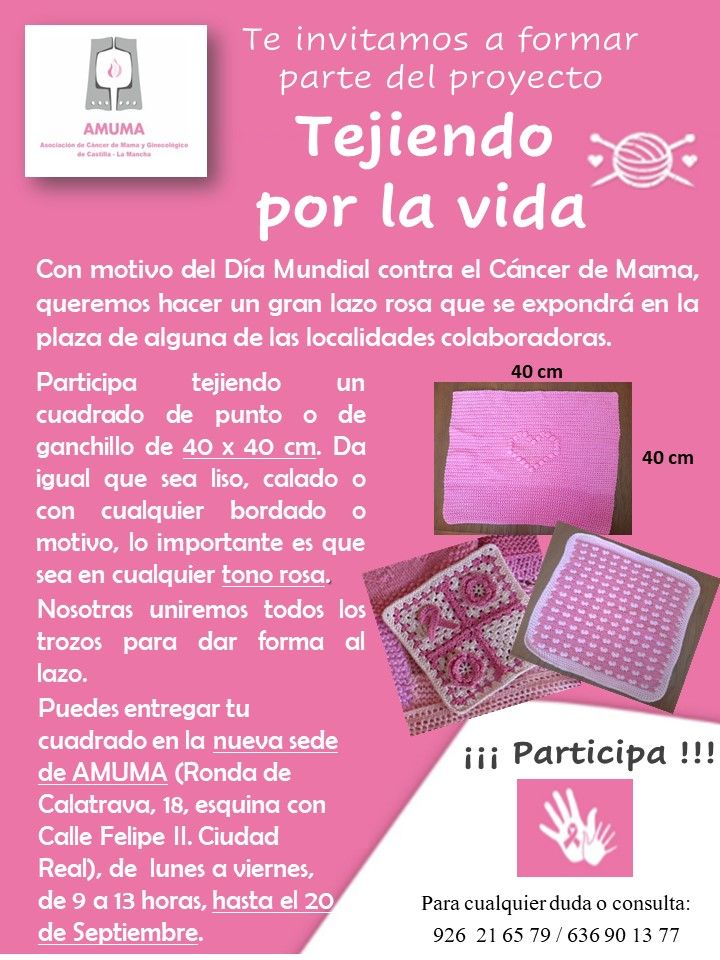 AMUMA
Asociación de Cáncer de Mama y Ginecológico
de Castilla - La Mancha
Te invitamos a formar
parte del proyecto
Tejiendo
por la vida
Con motivo del Día Mundial contra el Cáncer de Mama,
queremos hacer un gran lazo rosa que se expondrá en la
plaza de alguna de las localidades colaboradoras.
Participa tejiendo un
cuadrado de punto o de
ganchillo de 40 x 40 cm. Da
igual que sea liso, calado o
con cualquier bordado o
motivo, lo importante es que
sea en cualquier tono rosa.
Nosotras uniremos todos los
trozos para dar forma al
lazo.
Puedes entregar tu
cuadrado en la nueva sede
de AMUMA (Ronda de
Calatrava, 18, esquina con
Calle Felipe II. Ciudad
Real), de lunes a viernes,
de 9 a 13 horas, hasta el 20
de Septiembre.
40 cm
40 cm
¡¡¡ Participa !!!
Para cualquier duda o consulta:
926 21 65 79 / 636 90 13 77